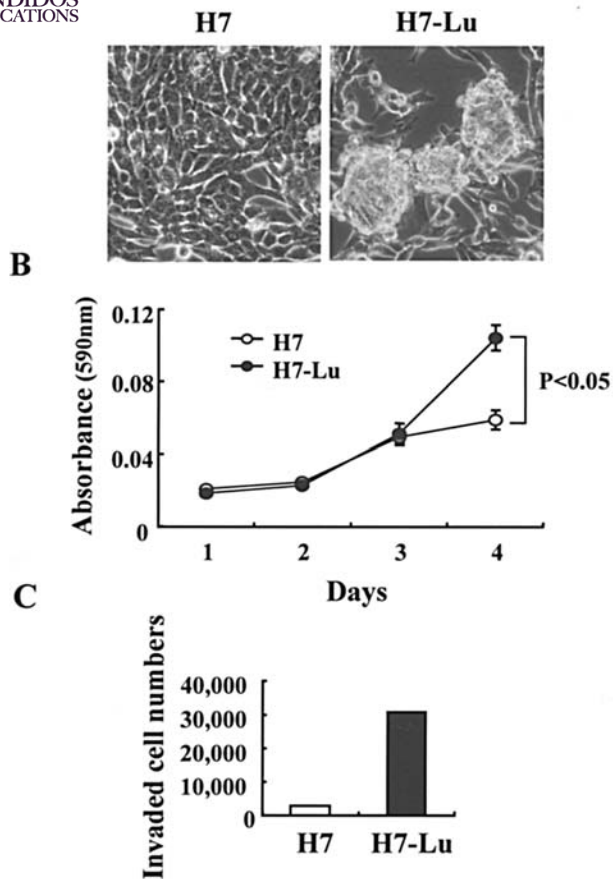 CATIONS
H7 H7-Lu
B
Absorbance (590nm)
0.12
0.08
0.04
0
H7
H7-Lu
P<0.05
1 2 3 4
Days
C
Invaded cell numbers
40,000
30,000
20,000
10,000
0
H7 H7-Lu